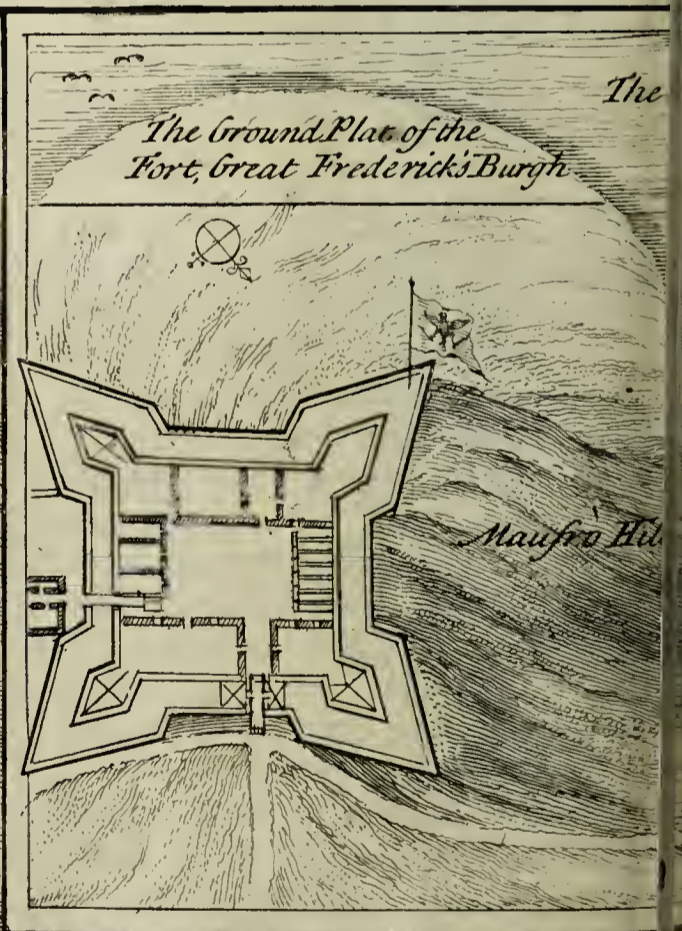 The
The Ground Plat of the
Fort, Great Frederick's Burgh
Maufro Hil